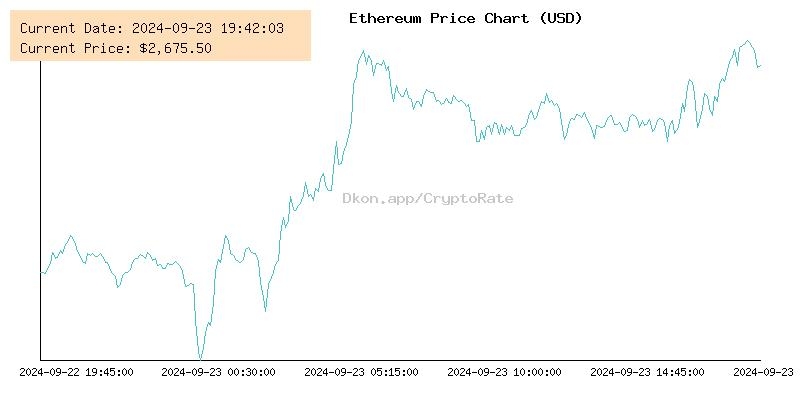 Ethereum Price Chart (USD)
Current Date: 2024-09-23 19:42:03
Current Price: $2,675.50
Dkon.app/CryptoRate
2024-09-22 19:45:00 2024-09-23 00:30:00 2024-09-23 05:15:00 2024-09-23 10:00:00 2024-09-23 14:45:00 2024-09-23